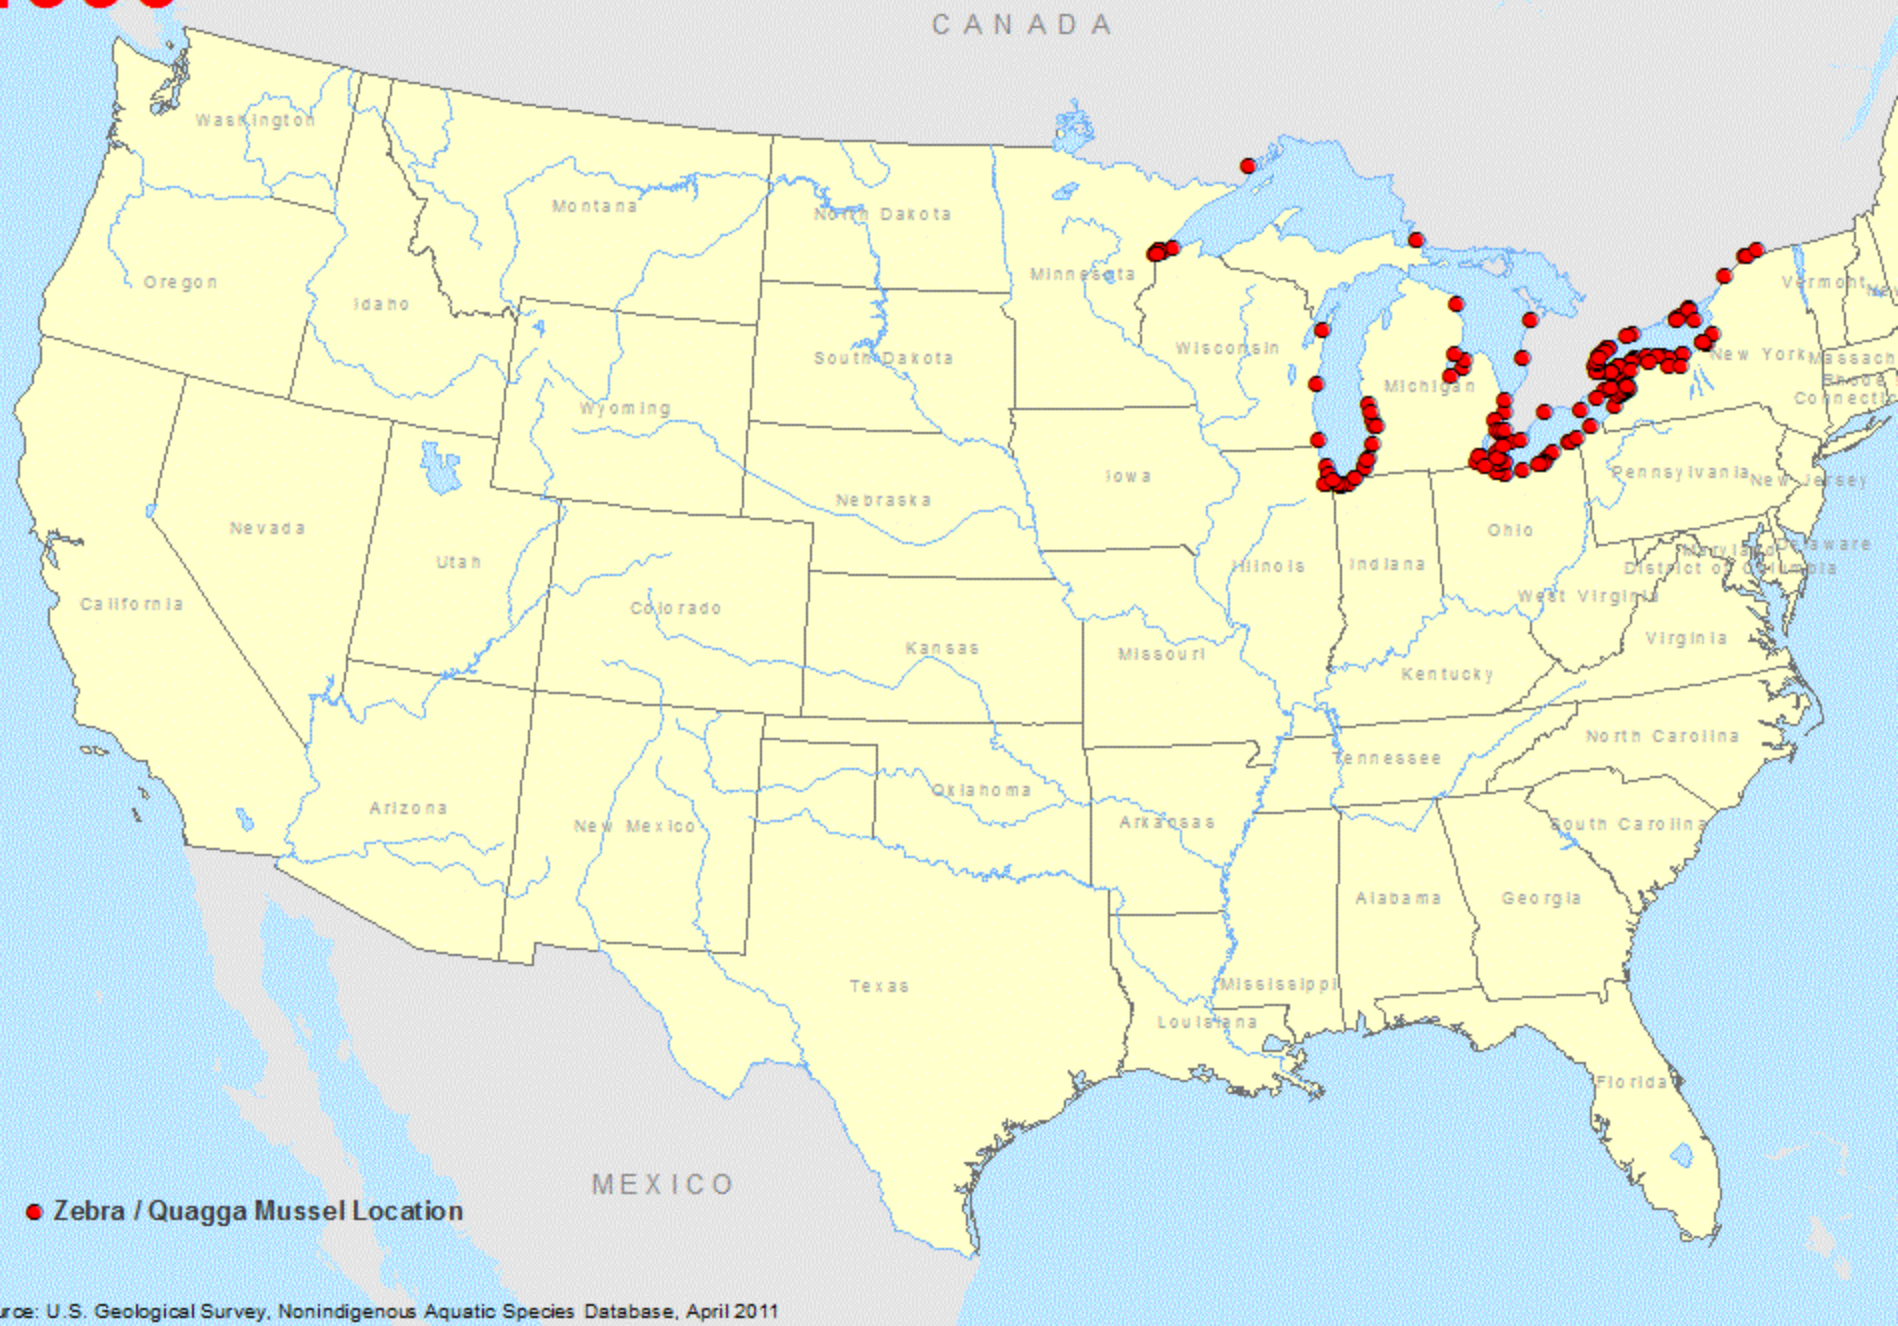 CANADA
Washington
Montana
North Dakota
Minnesota
Oregon
Idaho
Vermont
South Dakota
Wisconsin
New York
Massach
Michigan
Rhode
Connectic
Wyoming
Iowa
Pennsylvania
New Jersey
Nebraska
Nevada
Ohio
Utah
Illinois
Indiana
Maryland
Delaware
District of Columbia
California
Colorado
West Virginia
Virginia
Kansas
Missouri
Kentucky
North Carolina
Tennessee
Oklahoma
Arizona
New Mexico
Arkansas
South Carolina
Alabama
Georgia
Texas
Mississippi
Louisiana
Florida
MEXICO
Zebra / Quagga Mussel Location
urce: U.S. Geological Survey, Nonindigenous Aquatic Species Database, April 2011